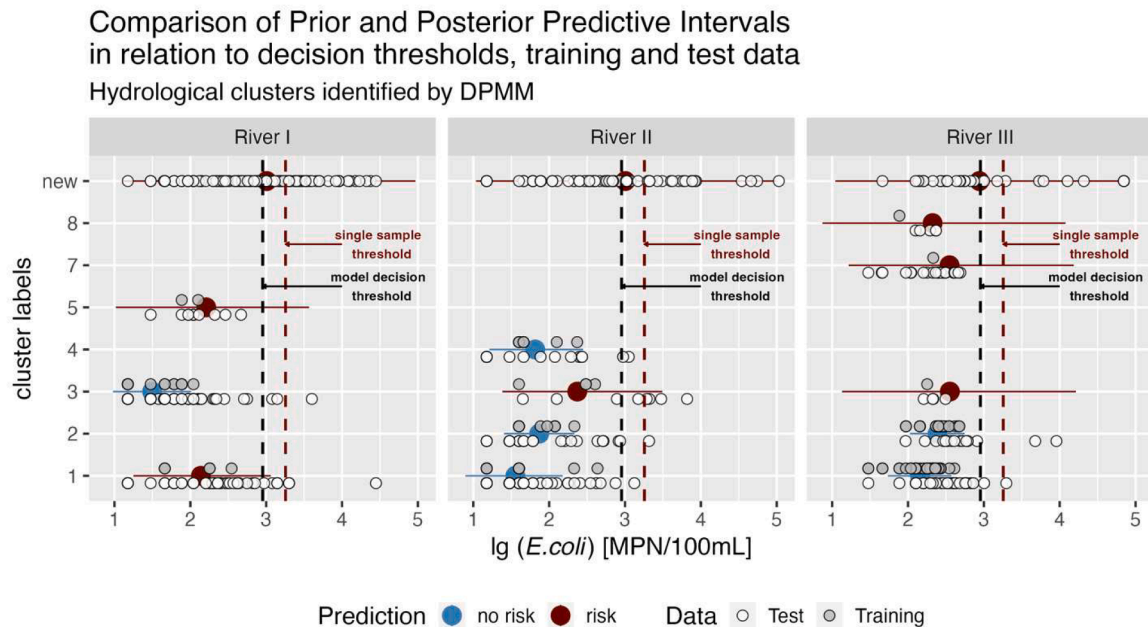 Comparison of Prior and Posterior Predictive Intervals
in relation to decision thresholds, training and test data
Hydrological clusters identified by DPMM
River I
River II
River III
new
8
7
5
4
3
2
1
cluster labels
single sample
threshold
model decision
threshold
single sample
threshold
model decision
threshold
single sample
threshold
model decision
threshold
1 2 3 4 5
1 2 3 4 5
1 2 3 4 5
lg (E.coli) [MPN/100mL]
Prediction no risk risk Data Test Training